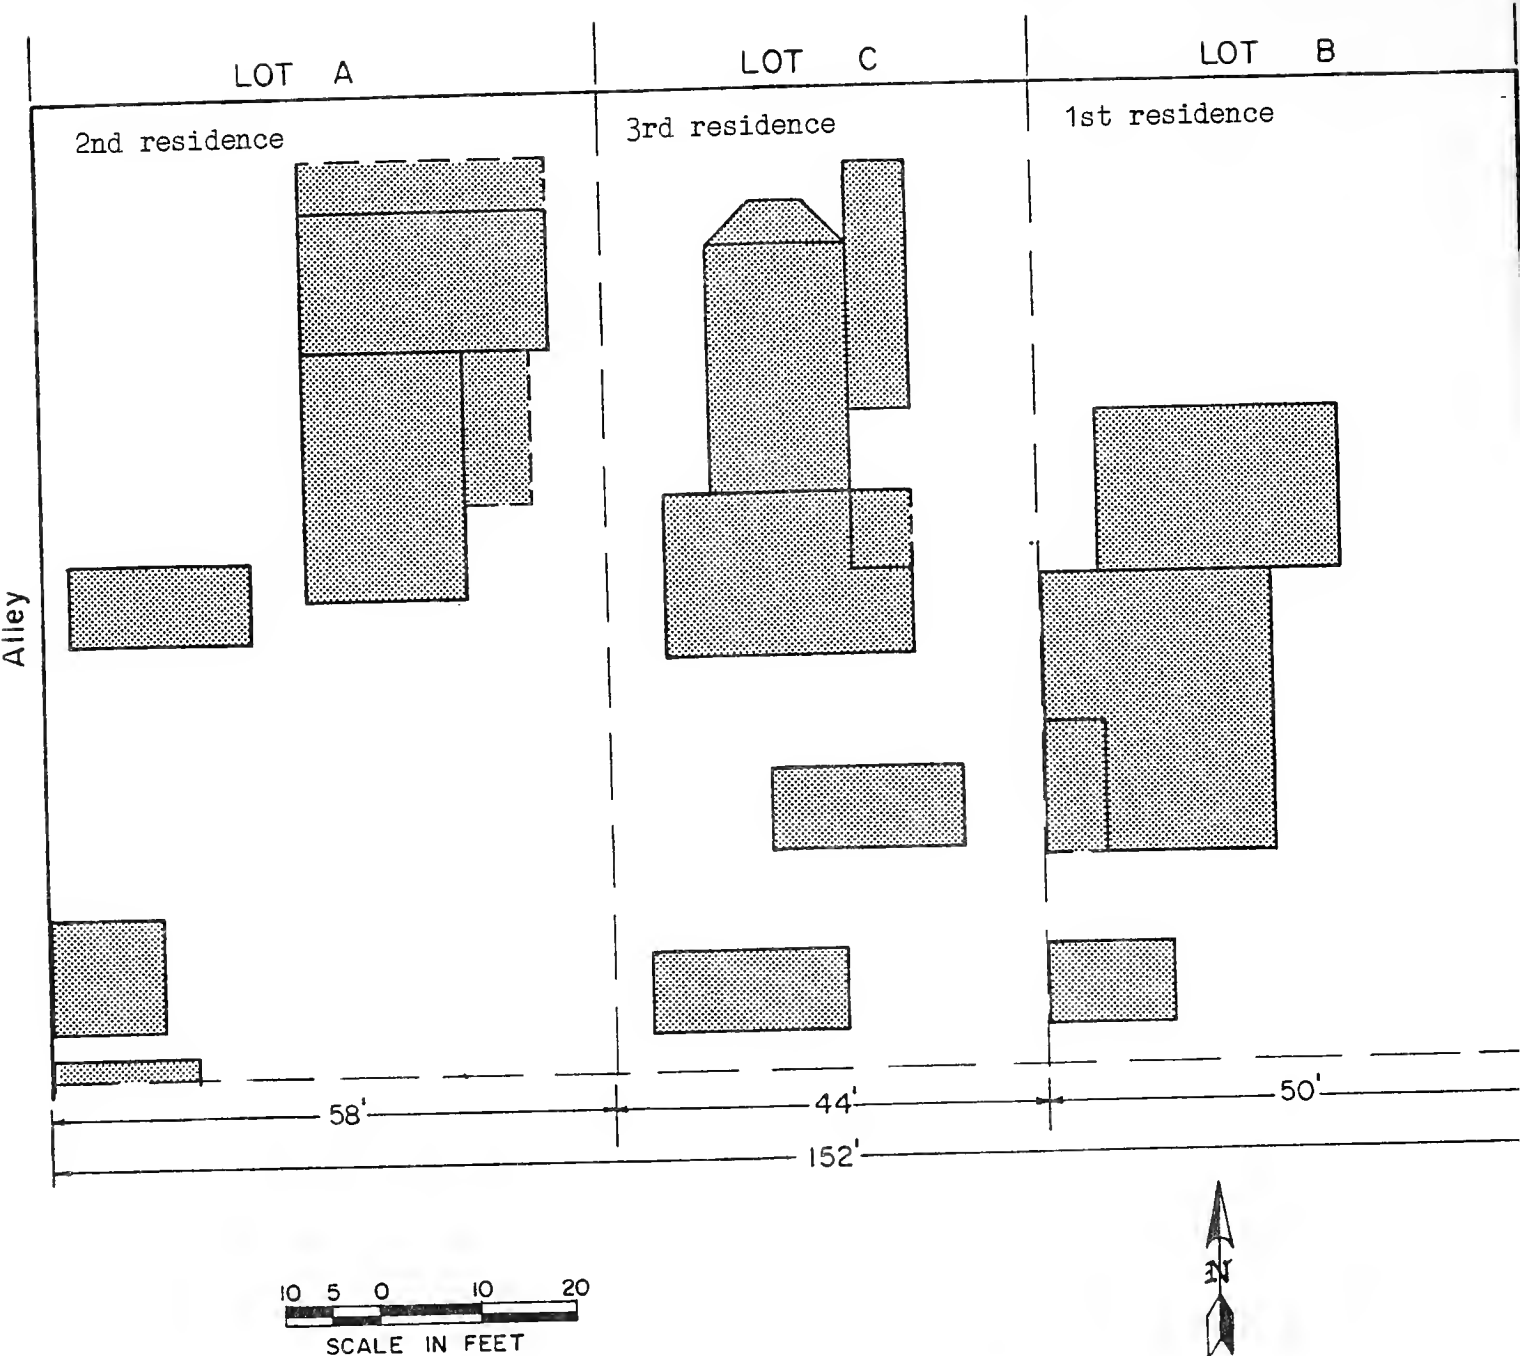 LOT A
LOT C
LOT B
2nd residence
3rd residence
1st residence
Alley
58'
44'
50'
152'
10 5 0 10 20
SCALE IN FEET
N